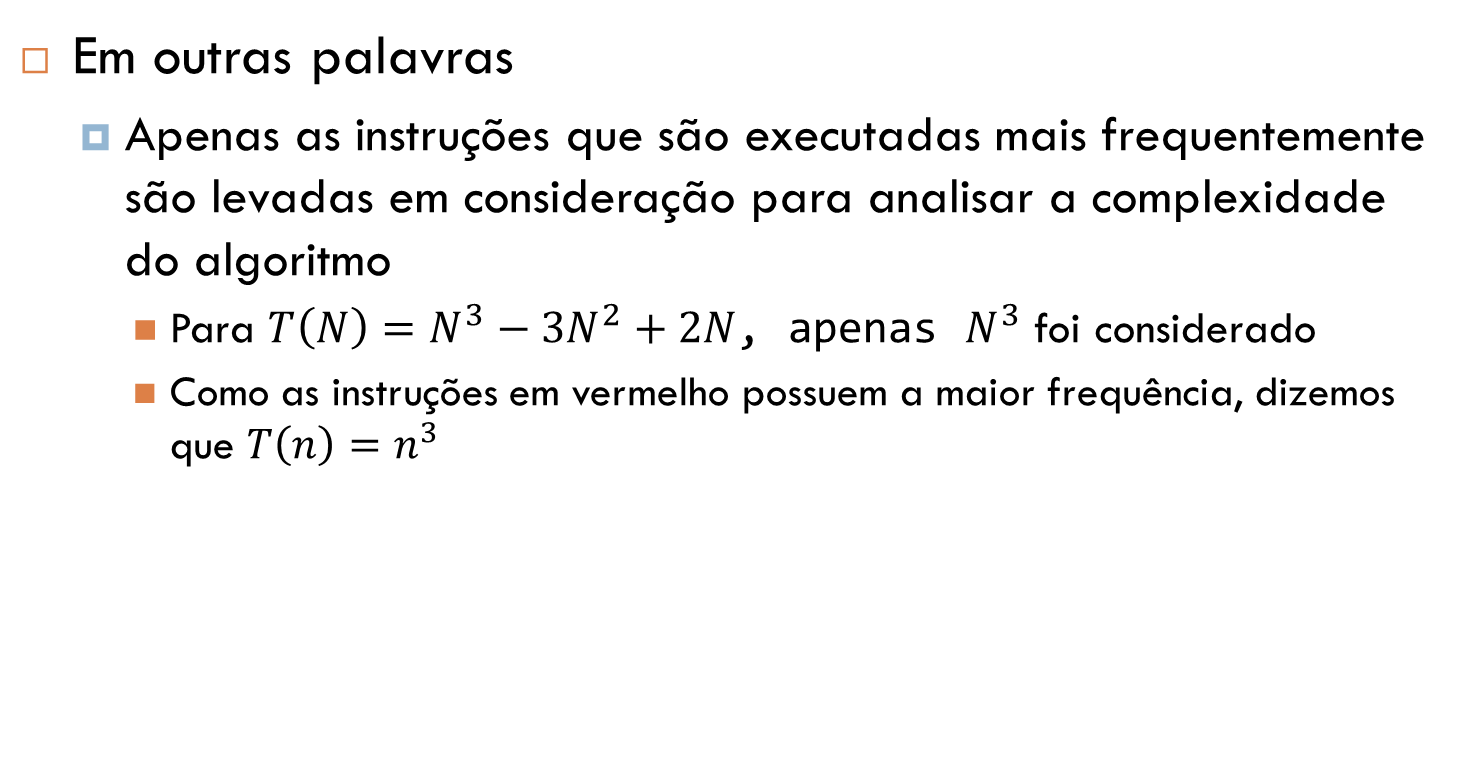 Em outras palavras
Apenas as instruções que são executadas mais frequentemente
são levadas em consideração para analisar a complexidade
do algoritmo
Para T(N) = N³ − 3N² + 2N, apenas N³ foi considerado
Como as instruções em vermelho possuem a maior frequência, dizemos
que T(n) = n³